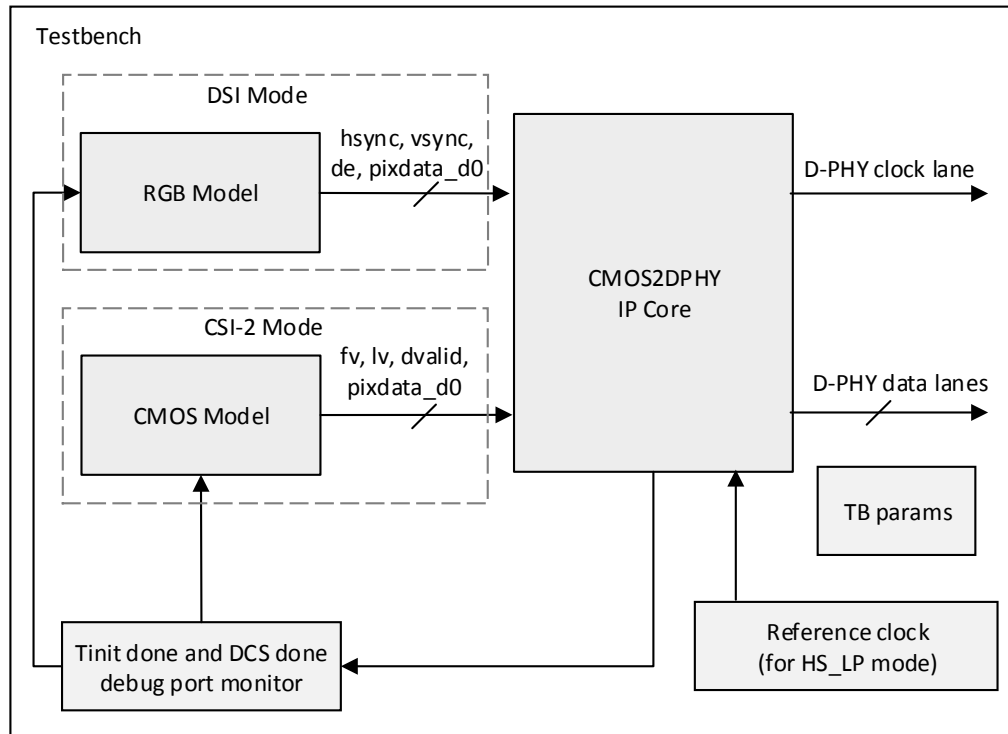 Testbench
DSI Mode
RGB Model
hsync, vsync,
de, pixdata_d0
CSI-2 Mode
CMOS Model
fv, lv, dvalid,
pixdata_d0
CMOS2DPHY
IP Core
D-PHY clock lane
D-PHY data lanes
TB params
Tinit done and DCS done
debug port monitor
Reference clock
(for HS_LP mode)